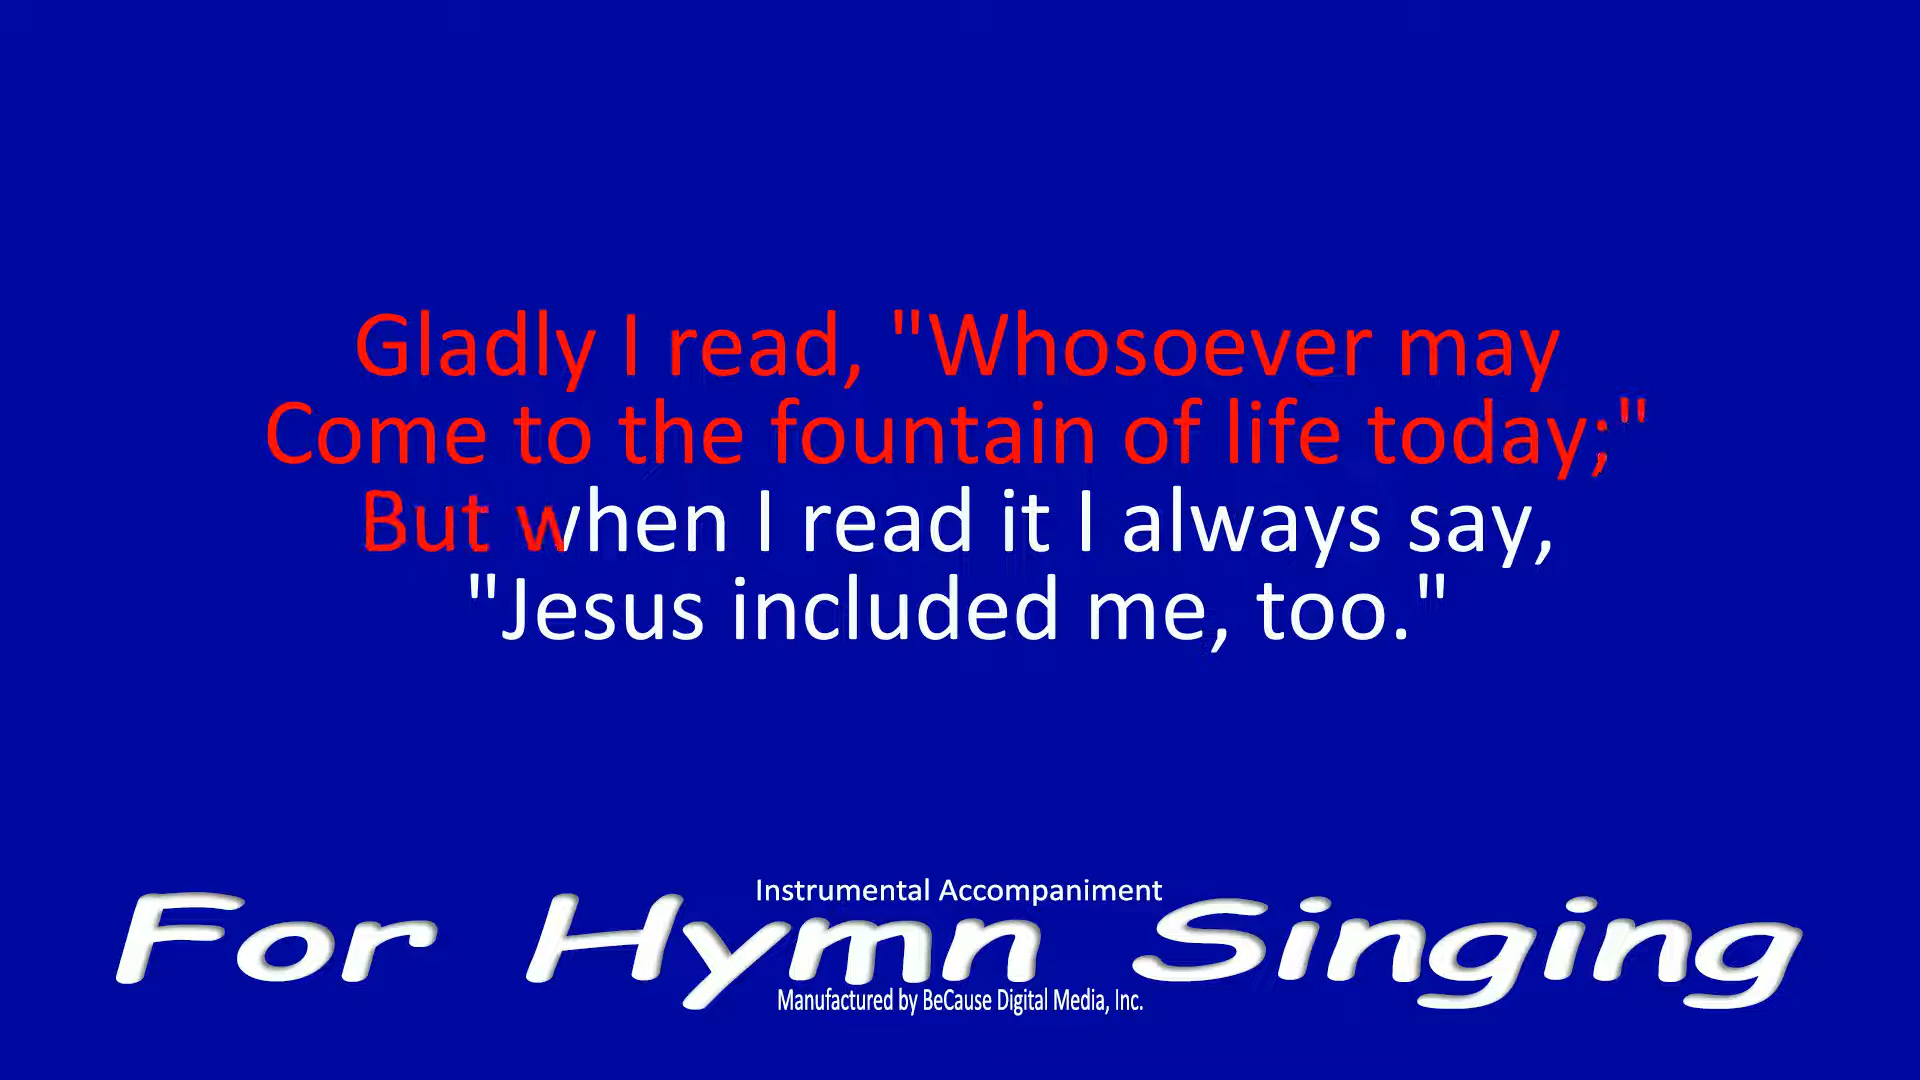 Gladly I read, "Whosoever may
Come to the fountain of life today;"
But when I read it I always say,
"Jesus included me, too."
Instrumental Accompaniment
For Hymn Singing
Manufactured by BeCause Digital Media, Inc.